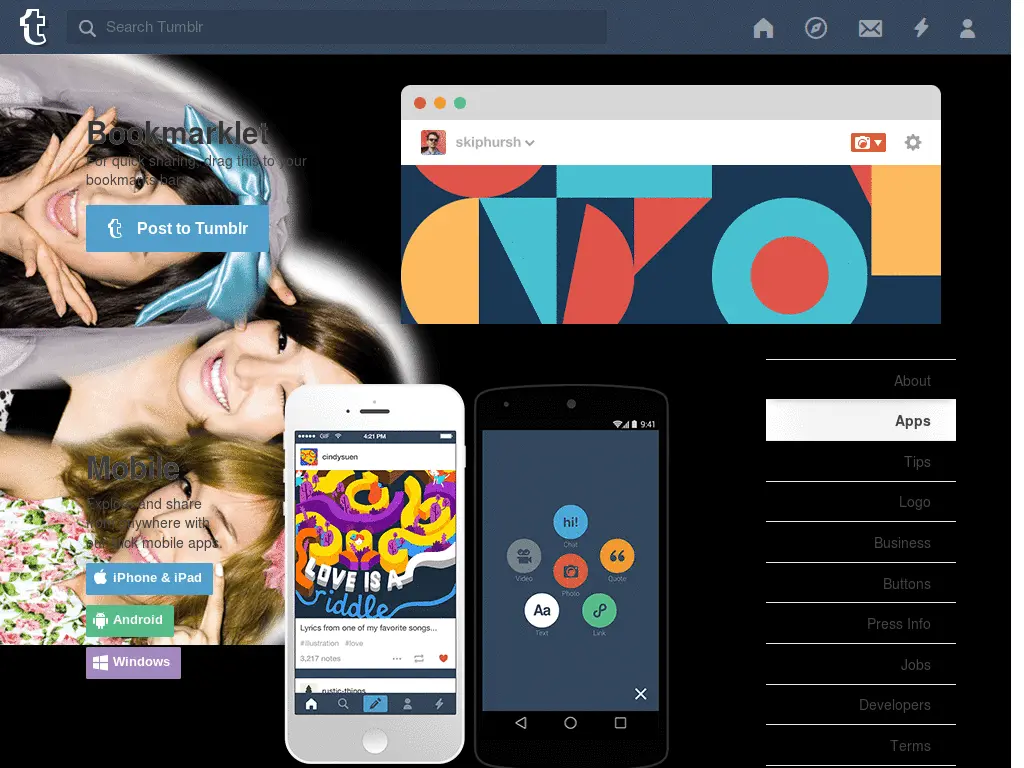 Search Tumblr
Bookmarklet
For quick sharing, drag this to your
bookmarks bar.
Post to Tumblr
skiphursh
Mobile
Explore and share
from anywhere with
our slick mobile apps.
iPhone & iPad
Android
Windows
GIF
4:21 PM
cindysuen
LOVE IS A
riddle
Lyrics from one of my favorite songs...
#illustration #love
3,217 notes
rustic-things
9:41
hi!
Chat
Video
Photo
Quote
Aa
Text
Link
About
Apps
Tips
Logo
Business
Buttons
Press Info
Jobs
Developers
Terms